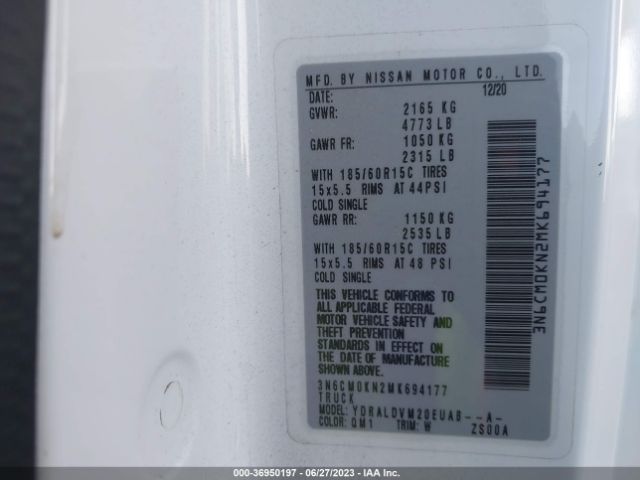 MFD. BY NISSAN MOTOR CO., LTD.
DATE: 12/20
GVWR: 2165 KG
4773 LB
GAWR FR: 1050 KG
2315 LB
WITH 185/60R15C TIRES
15x5.5 RIMS AT 44PSI
COLD SINGLE
GAWR RR: 1150 KG
2535 LB
WITH 185/60R15C TIRES
15x5.5 RIMS AT 48 PSI
COLD SINGLE
THIS VEHICLE CONFORMS TO
ALL APPLICABLE FEDERAL
MOTOR VEHICLE SAFETY AND
THEFT PREVENTION
STANDARDS IN EFFECT ON
THE DATE OF MANUFACTURE
SHOWN ABOVE.
3N6CM0KN2MK694177
TRUCK
MODEL: YDRALDVM20EUAB--A-
COLOR: QM1 TRIM: W ZS00A
3N6CM0KN2MK694177
000-36950197 - 06/27/2023 - IAA LLC